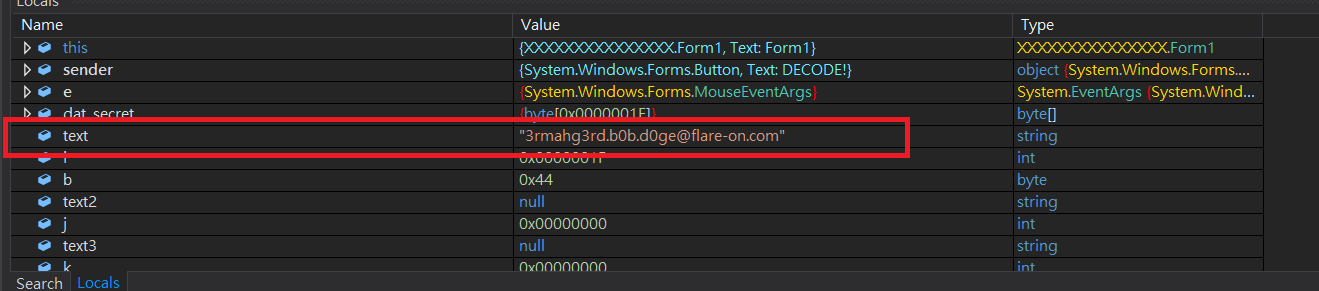 Locals
Name Value Type
this {XXXXXXXXXXXXXXX.Form1, Text: Form1} XXXXXXXXXXXXXXX.Form1
sender {System.Windows.Forms.Button, Text: DECODE!} object {System.Windows.Forms....
e {System.Windows.Forms.MouseEventArgs} System.EventArgs {System.Wind...
dat_secret {byte[0x0000001F]} byte[]
text "3rmahg3rd.b0b.d0ge@flare-on.com" string
i 0x0000001F int
b 0x44 byte
text2 null string
j 0x00000000 int
text3 null string
k 0x00000000 int
Search Locals